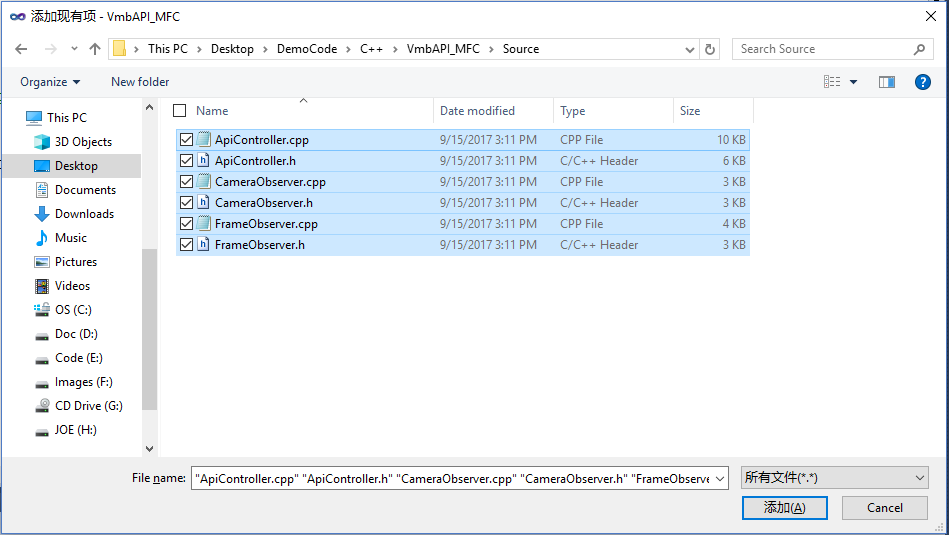 添加现有项 - VmbAPI_MFC
This PC > Desktop > DemoCode > C++ > VmbAPI_MFC > Source
Search Source
Organize
New folder
Name Date modified Type Size
This PC
3D Objects
Desktop
Documents
Downloads
Music
Pictures
Videos
OS (C:)
Doc (D:)
Code (E:)
Images (F:)
CD Drive (G:)
JOE (H:)
ApiController.cpp 9/15/2017 3:11 PM CPP File 10 KB
ApiController.h 9/15/2017 3:11 PM C/C++ Header 6 KB
CameraObserver.cpp 9/15/2017 3:11 PM CPP File 3 KB
CameraObserver.h 9/15/2017 3:11 PM C/C++ Header 3 KB
FrameObserver.cpp 9/15/2017 3:11 PM CPP File 4 KB
FrameObserver.h 9/15/2017 3:11 PM C/C++ Header 3 KB
File name: "ApiController.cpp" "ApiController.h" "CameraObserver.cpp" "CameraObserver.h" "FrameObserve
所有文件(*.*)
添加(A)
Cancel